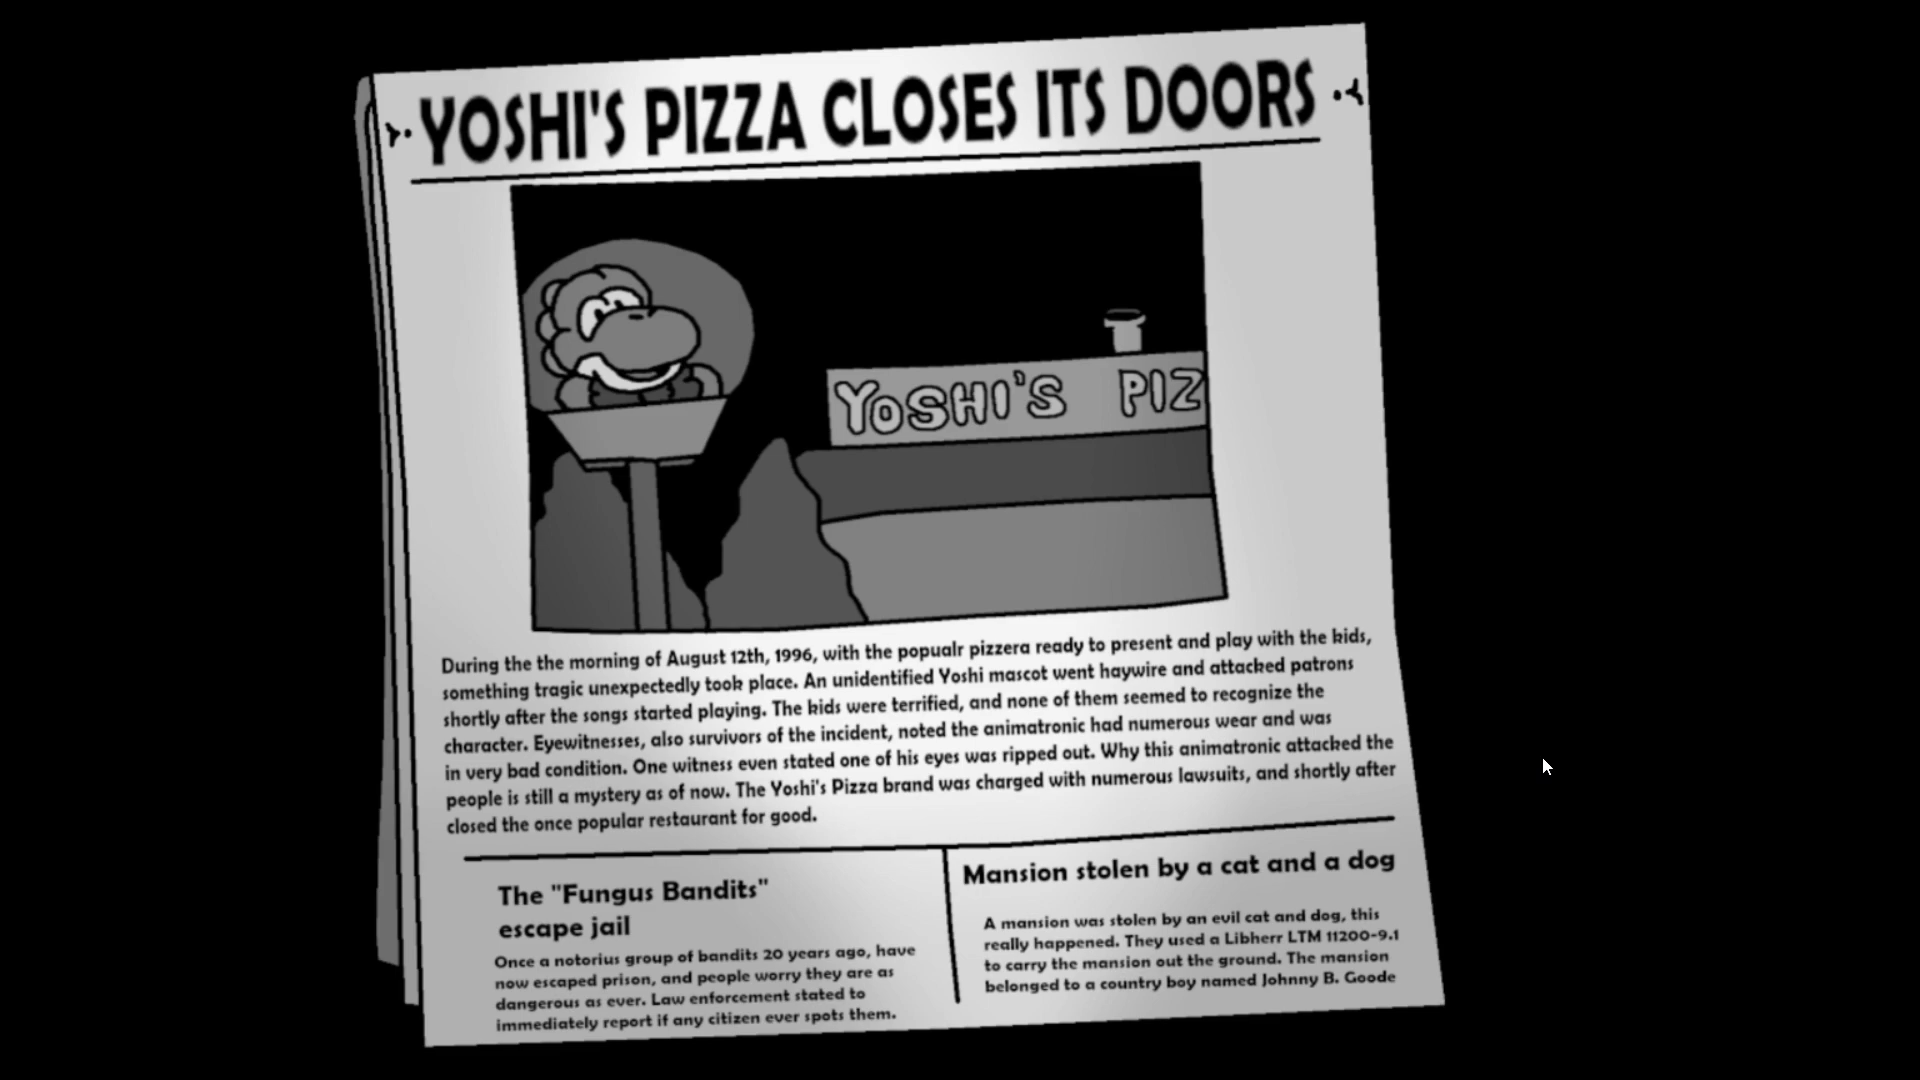 YOSHI'S PIZZA CLOSES ITS DOORS
YOSHI'S PIZ
During the the morning of August 12th, 1996, with the popualr pizzera ready to present and play with the kids,
something tragic unexpectedly took place. An unidentified Yoshi mascot went haywire and attacked patrons
shortly after the songs started playing. The kids were terrified, and none of them seemed to recognize the
character. Eyewitnesses, also survivors of the incident, noted the animatronic had numerous wear and was
in very bad condition. One witness even stated one of his eyes was ripped out. Why this animatronic attacked the
people is still a mystery as of now. The Yoshi's Pizza brand was charged with numerous lawsuits, and shortly after
closed the once popular restaurant for good.
The "Fungus Bandits"
escape jail
Once a notorius group of bandits 20 years ago, have
now escaped prison, and people worry they are as
dangerous as ever. Law enforcement stated to
immediately report if any citizen ever spots them.
Mansion stolen by a cat and a dog
A mansion was stolen by an evil cat and dog, this
really happened. They used a Libherr LTM 11200-9.1
to carry the mansion out the ground. The mansion
belonged to a country boy named Johnny B. Goode